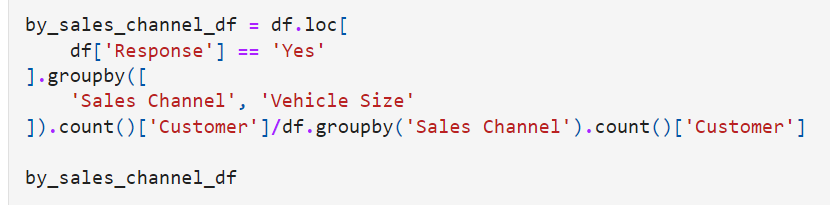 by_sales_channel_df = df.loc[
    df['Response'] == 'Yes'
].groupby([
    'Sales Channel', 'Vehicle Size'
]).count()['Customer']/df.groupby('Sales Channel').count()['Customer']

by_sales_channel_df